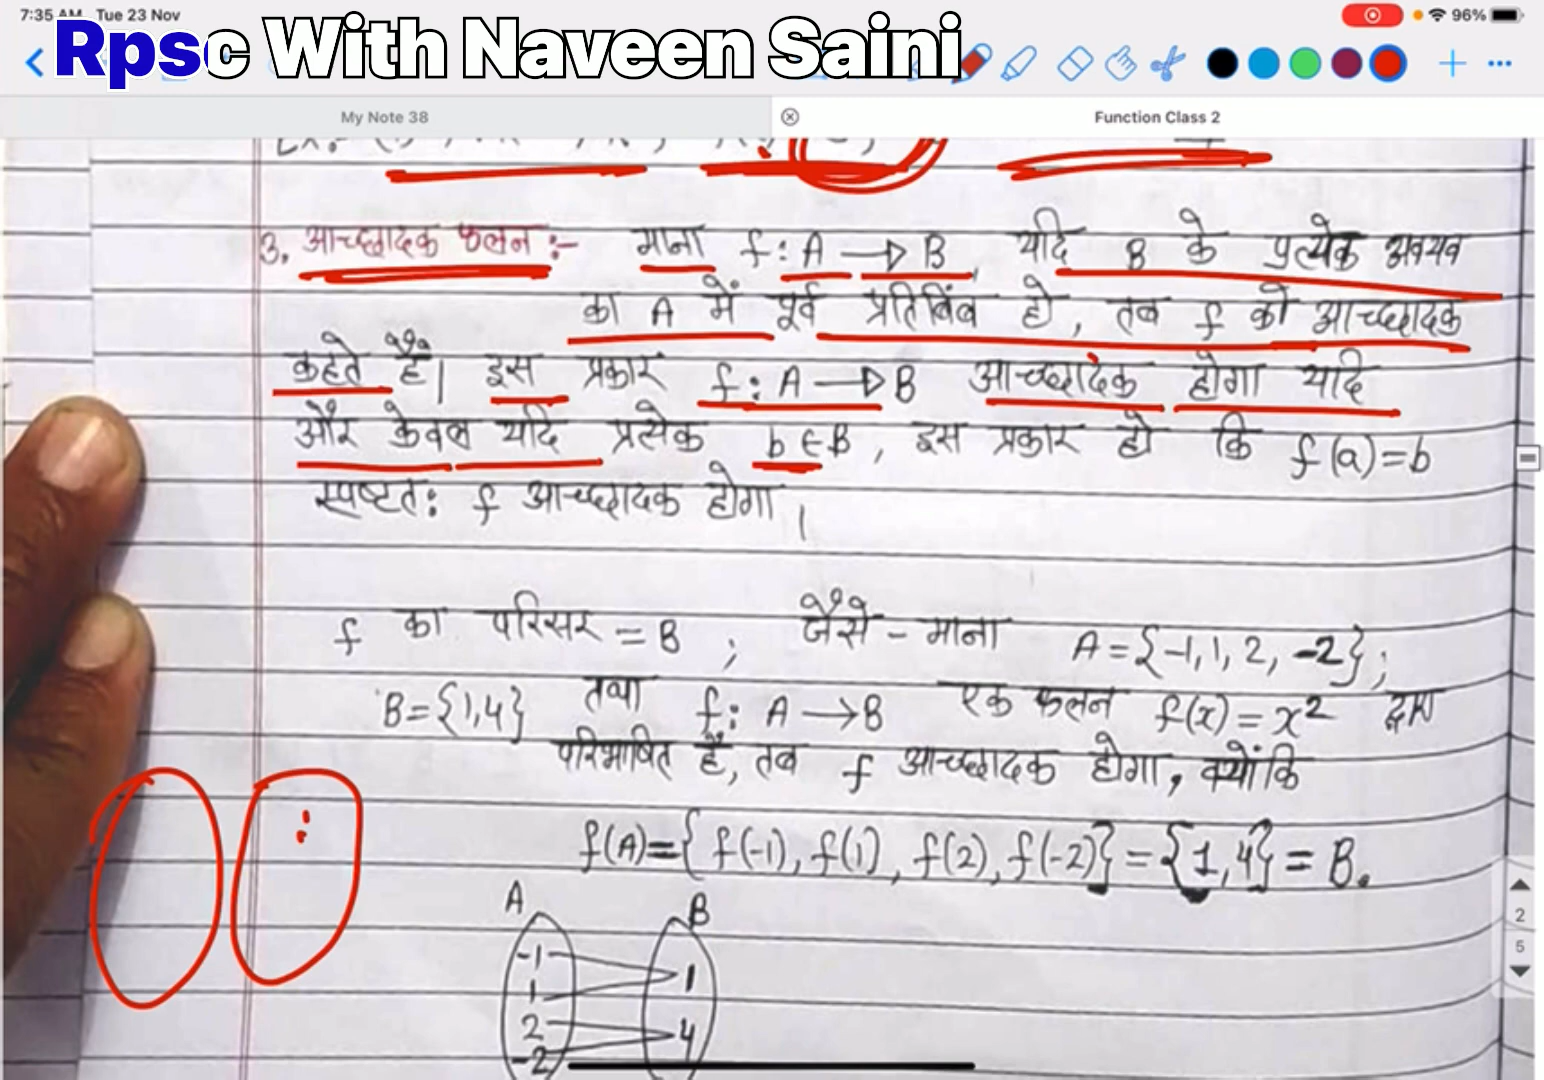 7:35 AM Tue 23 Nov
96%
Rpsc With Naveen Saini
My Note 38
Function Class 2
3. आच्छादक फलन :- माना f : A → B, यदि B के प्रत्येक अवयव
का A में पूर्व प्रतिबिंब हो, तब f को आच्छादक
कहते हैं। इस प्रकार f : A → B आच्छादक होगा यदि
और केवल यदि प्रत्येक b ∈ B, इस प्रकार हो कि f(a)=b
स्पष्टतः f आच्छादक होगा।
f का परिसर = B ; जैसे - माना A = {-1, 1, 2, -2};
B = {1,4} तथा f: A → B एक फलन f(x) = x² द्वारा
परिभाषित है, तब f आच्छादक होगा, क्योंकि
f(A) = { f(-1), f(1), f(2), f(-2)} = {1, 4} = B.
A B
-1 1
1
2 4
-2
2
5